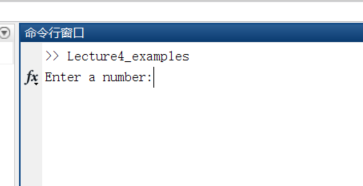 命令行窗口
>> Lecture4_examples
fx Enter a number: